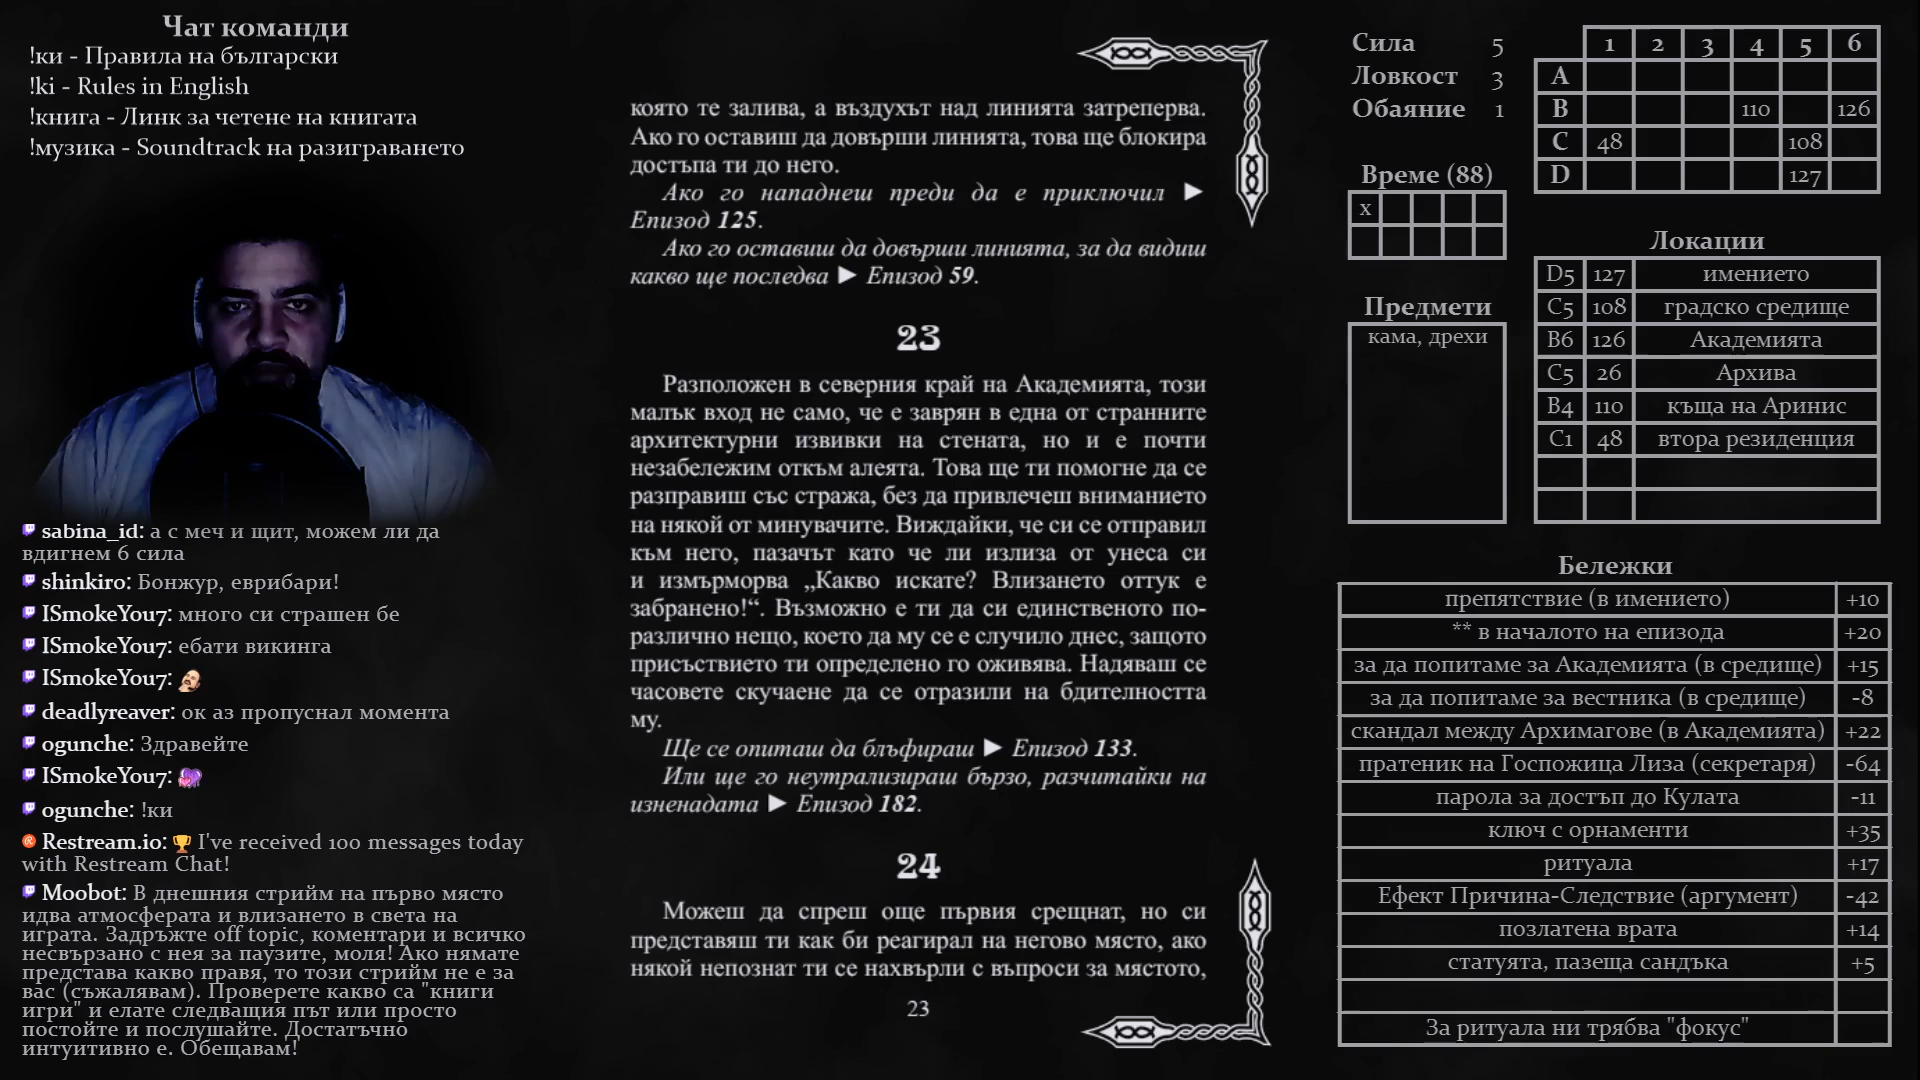 Чат команди
!ки - Правила на български
!ki - Rules in English
!книга - Линк за четене на книгата
!музика - Soundtrack на разиграването
sabina_id: а с меч и щит, можем ли да
вдигнем 6 сила
shinkiro: Бонжур, еврибари!
ISmokeYou7: много си страшен бе
ISmokeYou7: ебати викинга
ISmokeYou7:
deadlyreaver: ок аз пропуснал момента
ogunche: Здравейте
ISmokeYou7:
ogunche: !ки
Restream.io: I've received 100 messages today
with Restream Chat!
Moobot: В днешния стрийм на първо място
идва атмосферата и влизането в света на
играта. Задръжте off topic, коментари и всичко
несвързано с нея за паузите, моля! Ако нямате
представа какво правя, то този стрийм не е за
вас (съжалявам). Проверете какво са "книги
игри" и елате следващия път или просто
постойте и послушайте. Достатъчно
интуитивно е. Обещавам!
която те залива, а въздухът над линията затреперва.
Ако го оставиш да довърши линията, това ще блокира
достъпа ти до него.
Ако го нападнеш преди да е приключил ►
Епизод 125.
Ако го оставиш да довърши линията, за да видиш
какво ще последва ► Епизод 59.
23
Разположен в северния край на Академията, този
малък вход не само, че е заврян в една от странните
архитектурни извивки на стената, но и е почти
незабележим откъм алеята. Това ще ти помогне да се
разправиш със стража, без да привлечеш вниманието
на някой от минувачите. Виждайки, че си се отправил
към него, пазачът като че ли излиза от унеса си
и измърморва „Какво искате? Влизането оттук е
забранено!“. Възможно е ти да си единственото по-
различно нещо, което да му се е случило днес, защото
присъствието ти определено го оживява. Надяваш се
часовете скучаене да се отразили на бдителността
му.
Ще се опиташ да блъфираш ► Епизод 133.
Или ще го неутрализираш бързо, разчитайки на
изненадата ► Епизод 182.
24
Можеш да спреш още първия срещнат, но си
представяш ти как би реагирал на негово място, ако
някой непознат ти се нахвърли с въпроси за мястото,
23
Сила 5
Ловкост 3
Обаяние 1
Време (88)
x
Предмети
кама, дрехи
1 2 3 4 5 6
A
B 110 126
C 48 108
D 127
Локации
D5 127 имението
C5 108 градско средище
B6 126 Академията
C5 26 Архива
B4 110 къща на Аринис
C1 48 втора резиденция
Бележки
препятствие (в имението) +10
** в началото на епизода +20
за да попитаме за Академията (в средище) +15
за да попитаме за вестника (в средище) -8
скандал между Архимагове (в Академията) +22
пратеник на Госпожица Лиза (секретаря) -64
парола за достъп до Кулата -11
ключ с орнаменти +35
ритуала +17
Ефект Причина-Следствие (аргумент) -42
позлатена врата +14
статуята, пазеща сандъка +5
За ритуала ни трябва "фокус"